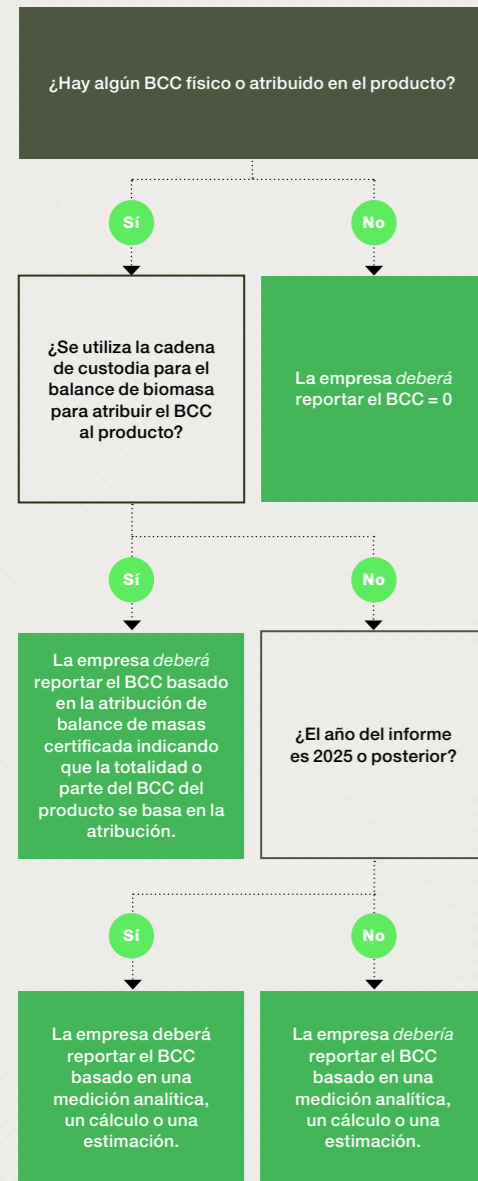 ¿Hay algún BCC físico o atribuido en el producto?
Sí
No
¿Se utiliza la cadena
de custodia para el
balance de biomasa
para atribuir el BCC
al producto?
La empresa deberá
reportar el BCC = 0
Sí
No
La empresa deberá
reportar el BCC basado
en la atribución de
balance de masas
certificada indicando
que la totalidad o
parte del BCC del
producto se basa en la
atribución.
¿El año del informe
es 2025 o posterior?
Sí
No
La empresa deberá
reportar el BCC
basado en una
medición analítica,
un cálculo o una
estimación.
La empresa debería
reportar el BCC
basado en una
medición analítica,
un cálculo o una
estimación.